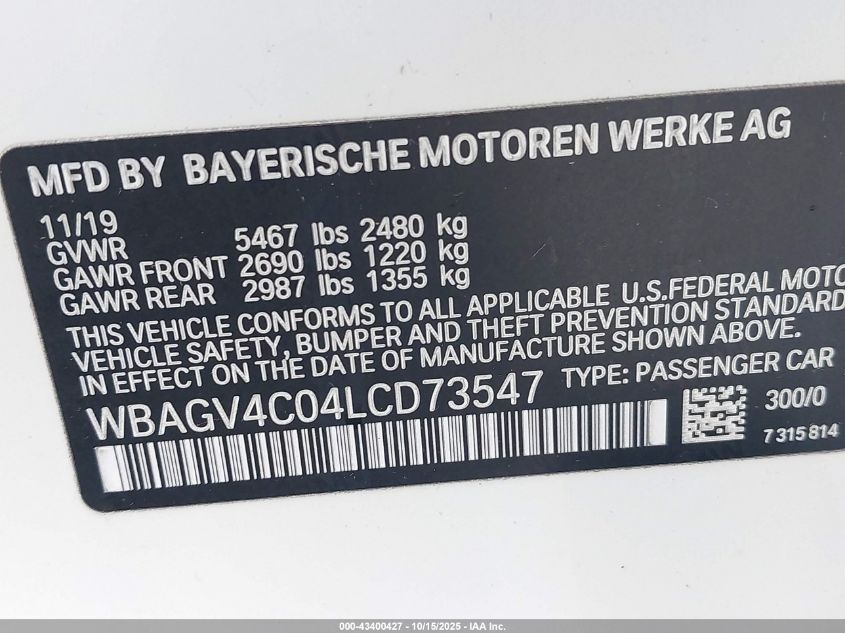 MFD BY BAYERISCHE MOTOREN WERKE AG
11/19
GVWR 5467 lbs 2480 kg
GAWR FRONT 2690 lbs 1220 kg
GAWR REAR 2987 lbs 1355 kg
THIS VEHICLE CONFORMS TO ALL APPLICABLE U.S.FEDERAL MOTO
VEHICLE SAFETY, BUMPER AND THEFT PREVENTION STANDARD
IN EFFECT ON THE DATE OF MANUFACTURE SHOWN ABOVE.
WBAGV4C04LCD73547 TYPE: PASSENGER CAR
300/0
7315814
000-43400427 - 10/15/2025 - IAA Inc.